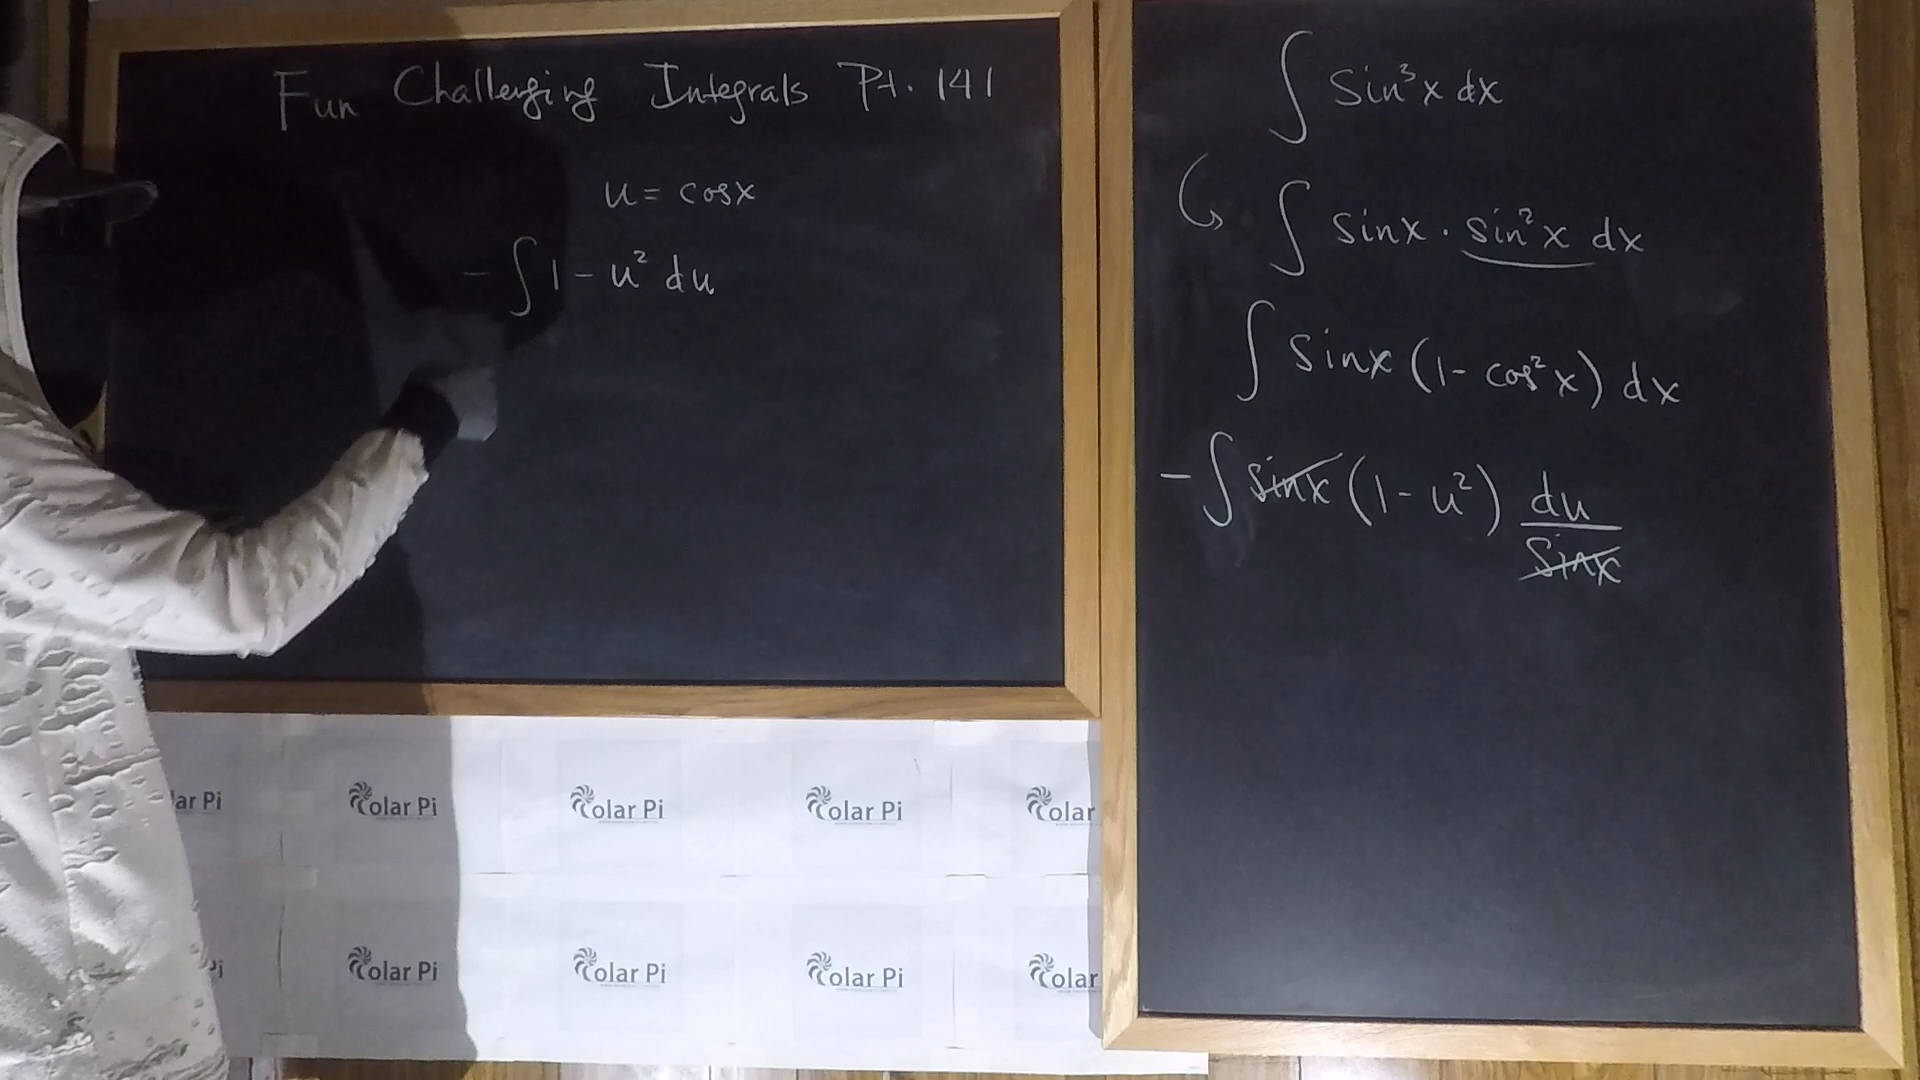 Fun Challenging Integrals Pt. 141
u = cosx
- ∫ 1 - u² du
∫ Sin³x dx
∫ sinx · sin²x dx
∫ sinx (1 - cos²x) dx
- ∫ sinx (1 - u²) du/sinx
lar Pi olar Pi olar Pi olar Pi olar
Pi olar Pi olar Pi olar Pi olar